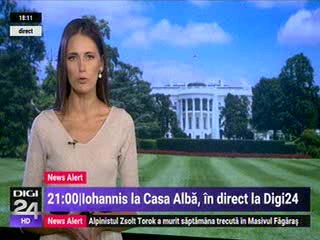 18:11
direct
News Alert
21:00|Iohannis la Casa Albă, în direct la Digi24
News Alert
Alpinistul Zsolt Torok a murit săptămâna trecută în Masivul Făgăraș
DIGI
24
HD